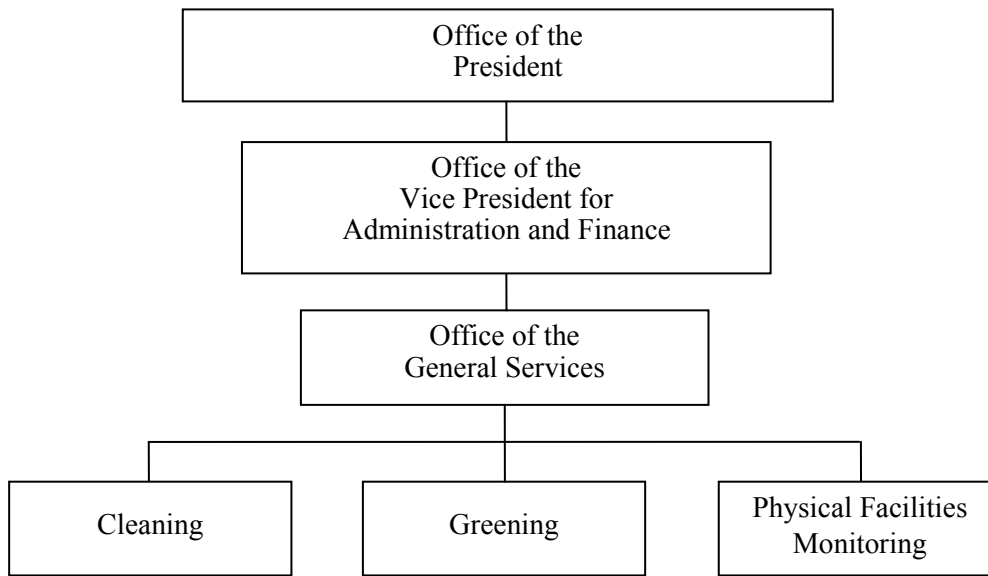 Office of the
President
Office of the
Vice President for
Administration and Finance
Office of the
General Services
Cleaning
Greening
Physical Facilities
Monitoring